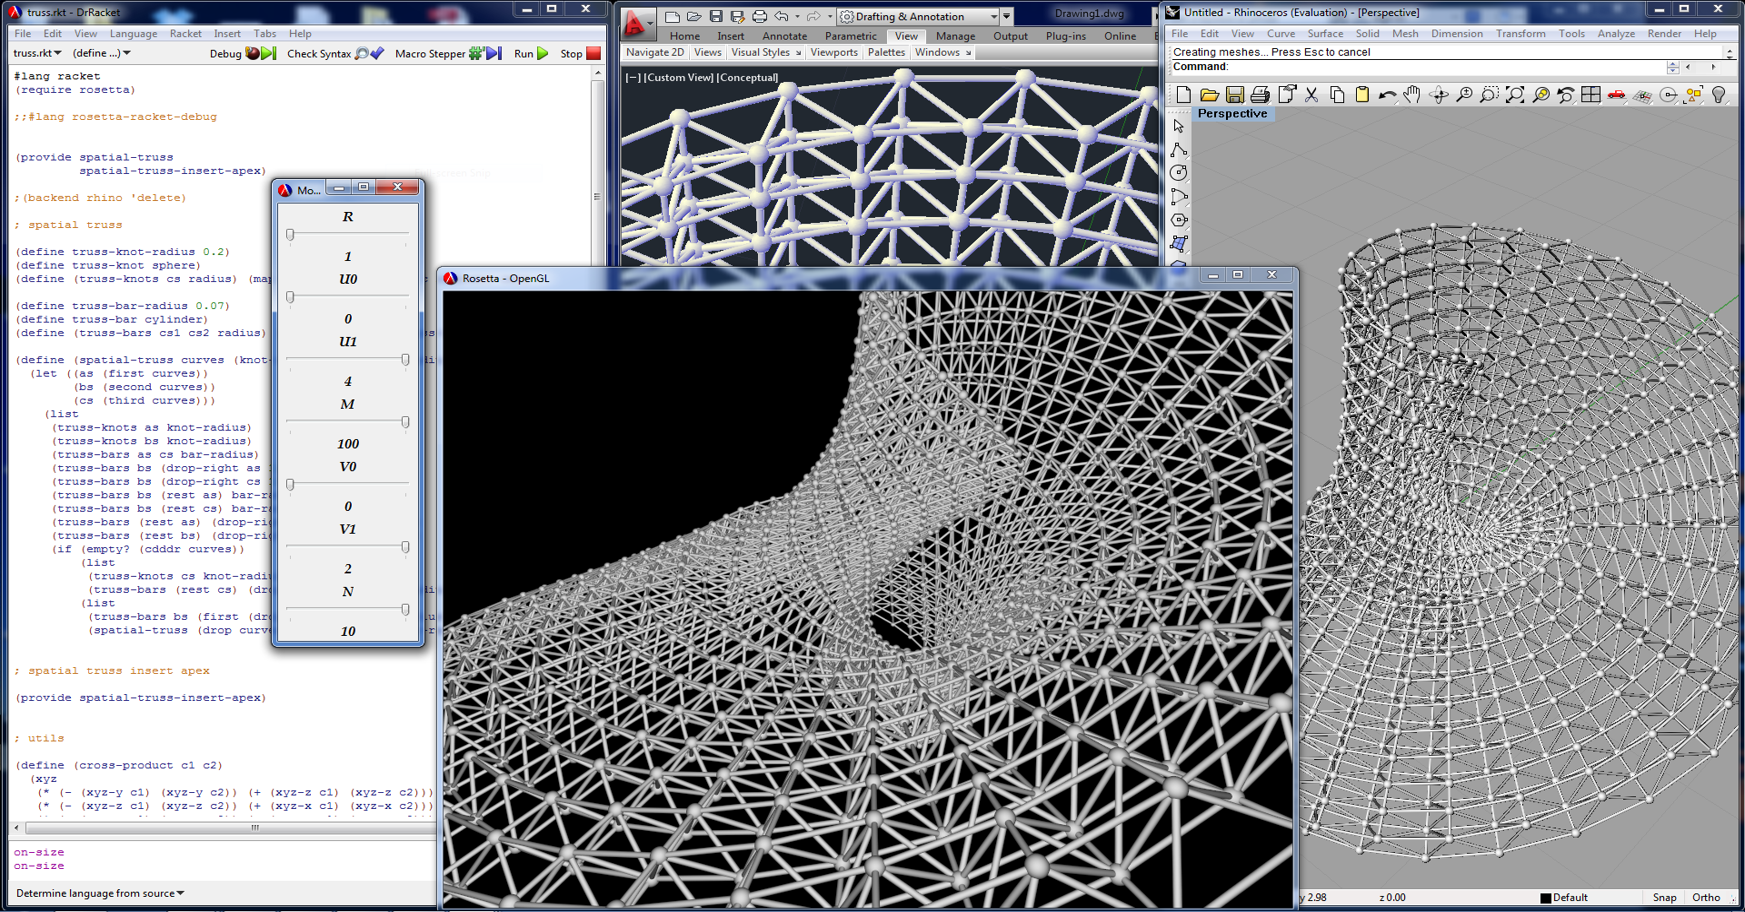 truss.rkt - DrRacket
File Edit View Language Racket Insert Tabs Help
truss.rkt (define ...) Debug Check Syntax Macro Stepper Run Stop
#lang racket
(require rosetta)
;;#lang rosetta-racket-debug
(provide spatial-truss
spatial-truss-insert-apex)
;(backend rhino 'delete)
; spatial truss
(define truss-knot-radius 0.2)
(define truss-knot sphere)
(define (truss-knots cs radius) (ma
(define truss-bar-radius 0.07)
(define truss-bar cylinder)
(define (truss-bars cs1 cs2 radius)
(define (spatial-truss curves (knot-
(let ((as (first curves))
(bs (second curves))
(cs (third curves)))
(list
(truss-knots as knot-radius)
(truss-knots bs knot-radius)
(truss-bars as cs bar-radius)
(truss-bars bs (drop-right as
(truss-bars bs (drop-right cs
(truss-bars bs (rest as) bar-ra
(truss-bars bs (rest cs) bar-ra
(truss-bars (rest as) (drop-ri
(truss-bars (rest bs) (drop-ri
(if (empty? (cdddr curves))
(list
(truss-knots cs knot-radi
(truss-bars (rest cs) (dr
(list
(truss-bars bs (first (dr
(spatial-truss (drop curve
; spatial truss insert apex
(provide spatial-truss-insert-apex)
; utils
(define (cross-product c1 c2)
(xyz
(* (- (xyz-y c1) (xyz-y c2)) (+ (xyz-z c1) (xyz-z c2)))
(* (- (xyz-z c1) (xyz-z c2)) (+ (xyz-x c1) (xyz-x c2)))
on-size
on-size
Determine language from source
Mo...
R
1
U0
0
U1
4
M
100
V0
0
V1
2
N
10
Drafting & Annotation
Drawing1.dwg
Home Insert Annotate Parametric View Manage Output Plug-ins Online
Navigate 2D Views Visual Styles Viewports Palettes Windows
[−] [Custom View] [Conceptual]
Rosetta - OpenGL
Untitled - Rhinoceros (Evaluation) - [Perspective]
File Edit View Curve Surface Solid Mesh Dimension Transform Tools Analyze Render Help
Creating meshes... Press Esc to cancel
Command:
Perspective
y 2.98 z 0.00 Default Snap Ortho